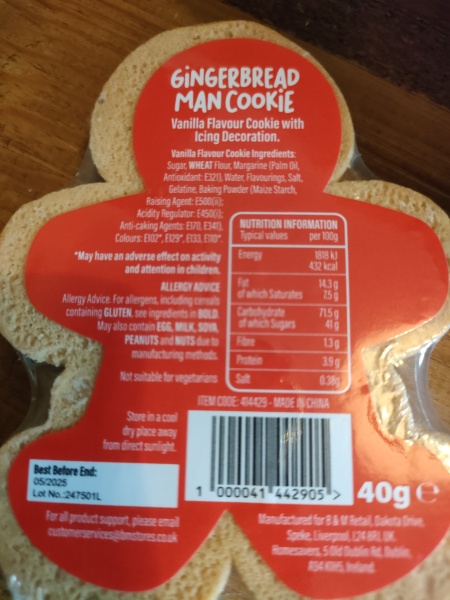 GINGERBREAD
MAN COOKIE
Vanilla Flavour Cookie with
Icing Decoration.
Vanilla Flavour Cookie Ingredients:
Sugar, WHEAT Flour, Margarine (Palm Oil,
Antioxidant: E321), Water, Flavourings, Salt,
Gelatine, Baking Powder (Maize Starch,
Raising Agent: E500(ii);
Acidity Regulator: E450(i);
Anti-caking Agents: E170, E341),
Colours: E102*, E129*, E133, E110*.
*May have an adverse effect on activity
and attention in children.
ALLERGY ADVICE
Allergy Advice. For allergens, including cereals
containing GLUTEN, see ingredients in BOLD.
May also contain EGG, MILK, SOYA,
PEANUTS and NUTS due to
manufacturing methods.
Not suitable for vegetarians
NUTRITION INFORMATION
Typical values per 100g
Energy 1818 kJ
432 kcal
Fat 14.3 g
of which Saturates 7.5 g
Carbohydrate 71.5 g
of which Sugars 41 g
Fibre 1.3 g
Protein 3.9 g
Salt 0.38g
ITEM CODE: 414429 - MADE IN CHINA
Store in a cool
dry place away
from direct sunlight.
Best Before End:
05/2025
Lot No.:247501L
1 000041 442905 >
40g e
For all product support, please email
customerservices@bmstores.co.uk
Manufactured for B & M Retail, Dakota Drive,
Speke, Liverpool, L24 8RJ, UK.
Homesavers, 5 Old Dublin Rd, Dublin,
A94 K1H5, Ireland.